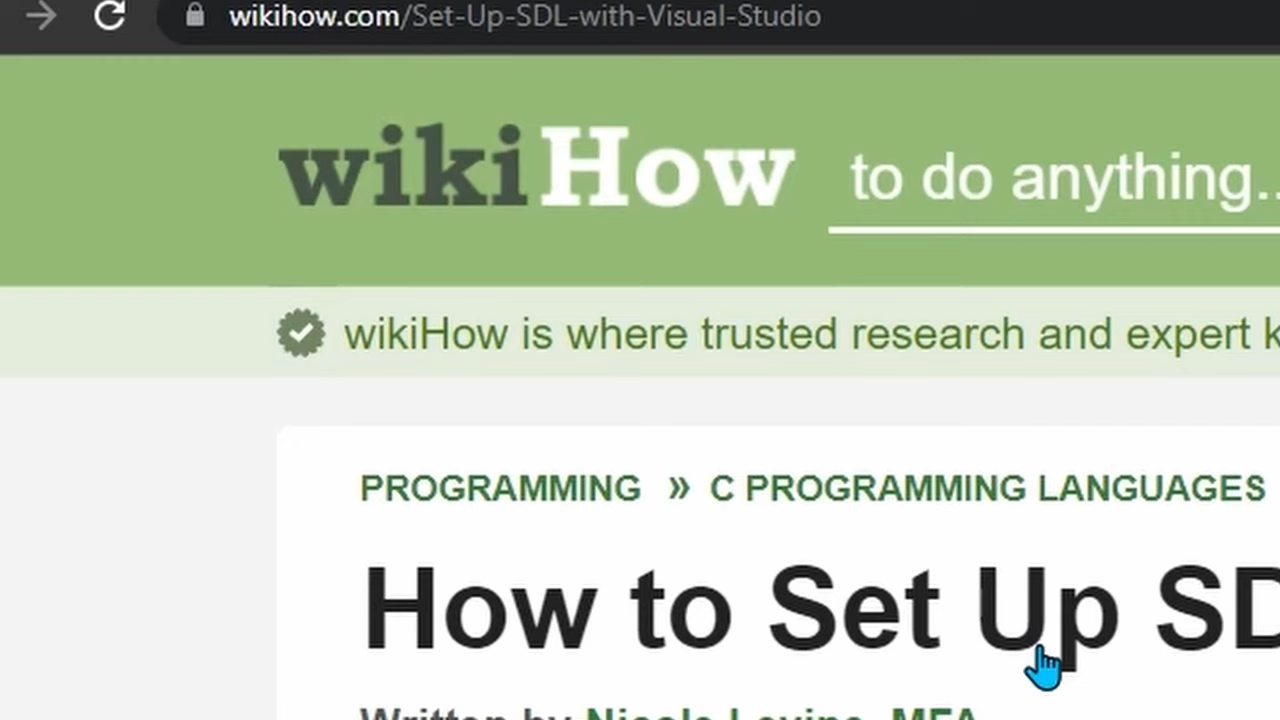 wikihow.com/Set-Up-SDL-with-Visual-Studio
wikiHow to do anything..
wikiHow is where trusted research and expert k
PROGRAMMING » C PROGRAMMING LANGUAGES
How to Set Up SD
Written by Nicole Levine, MFA